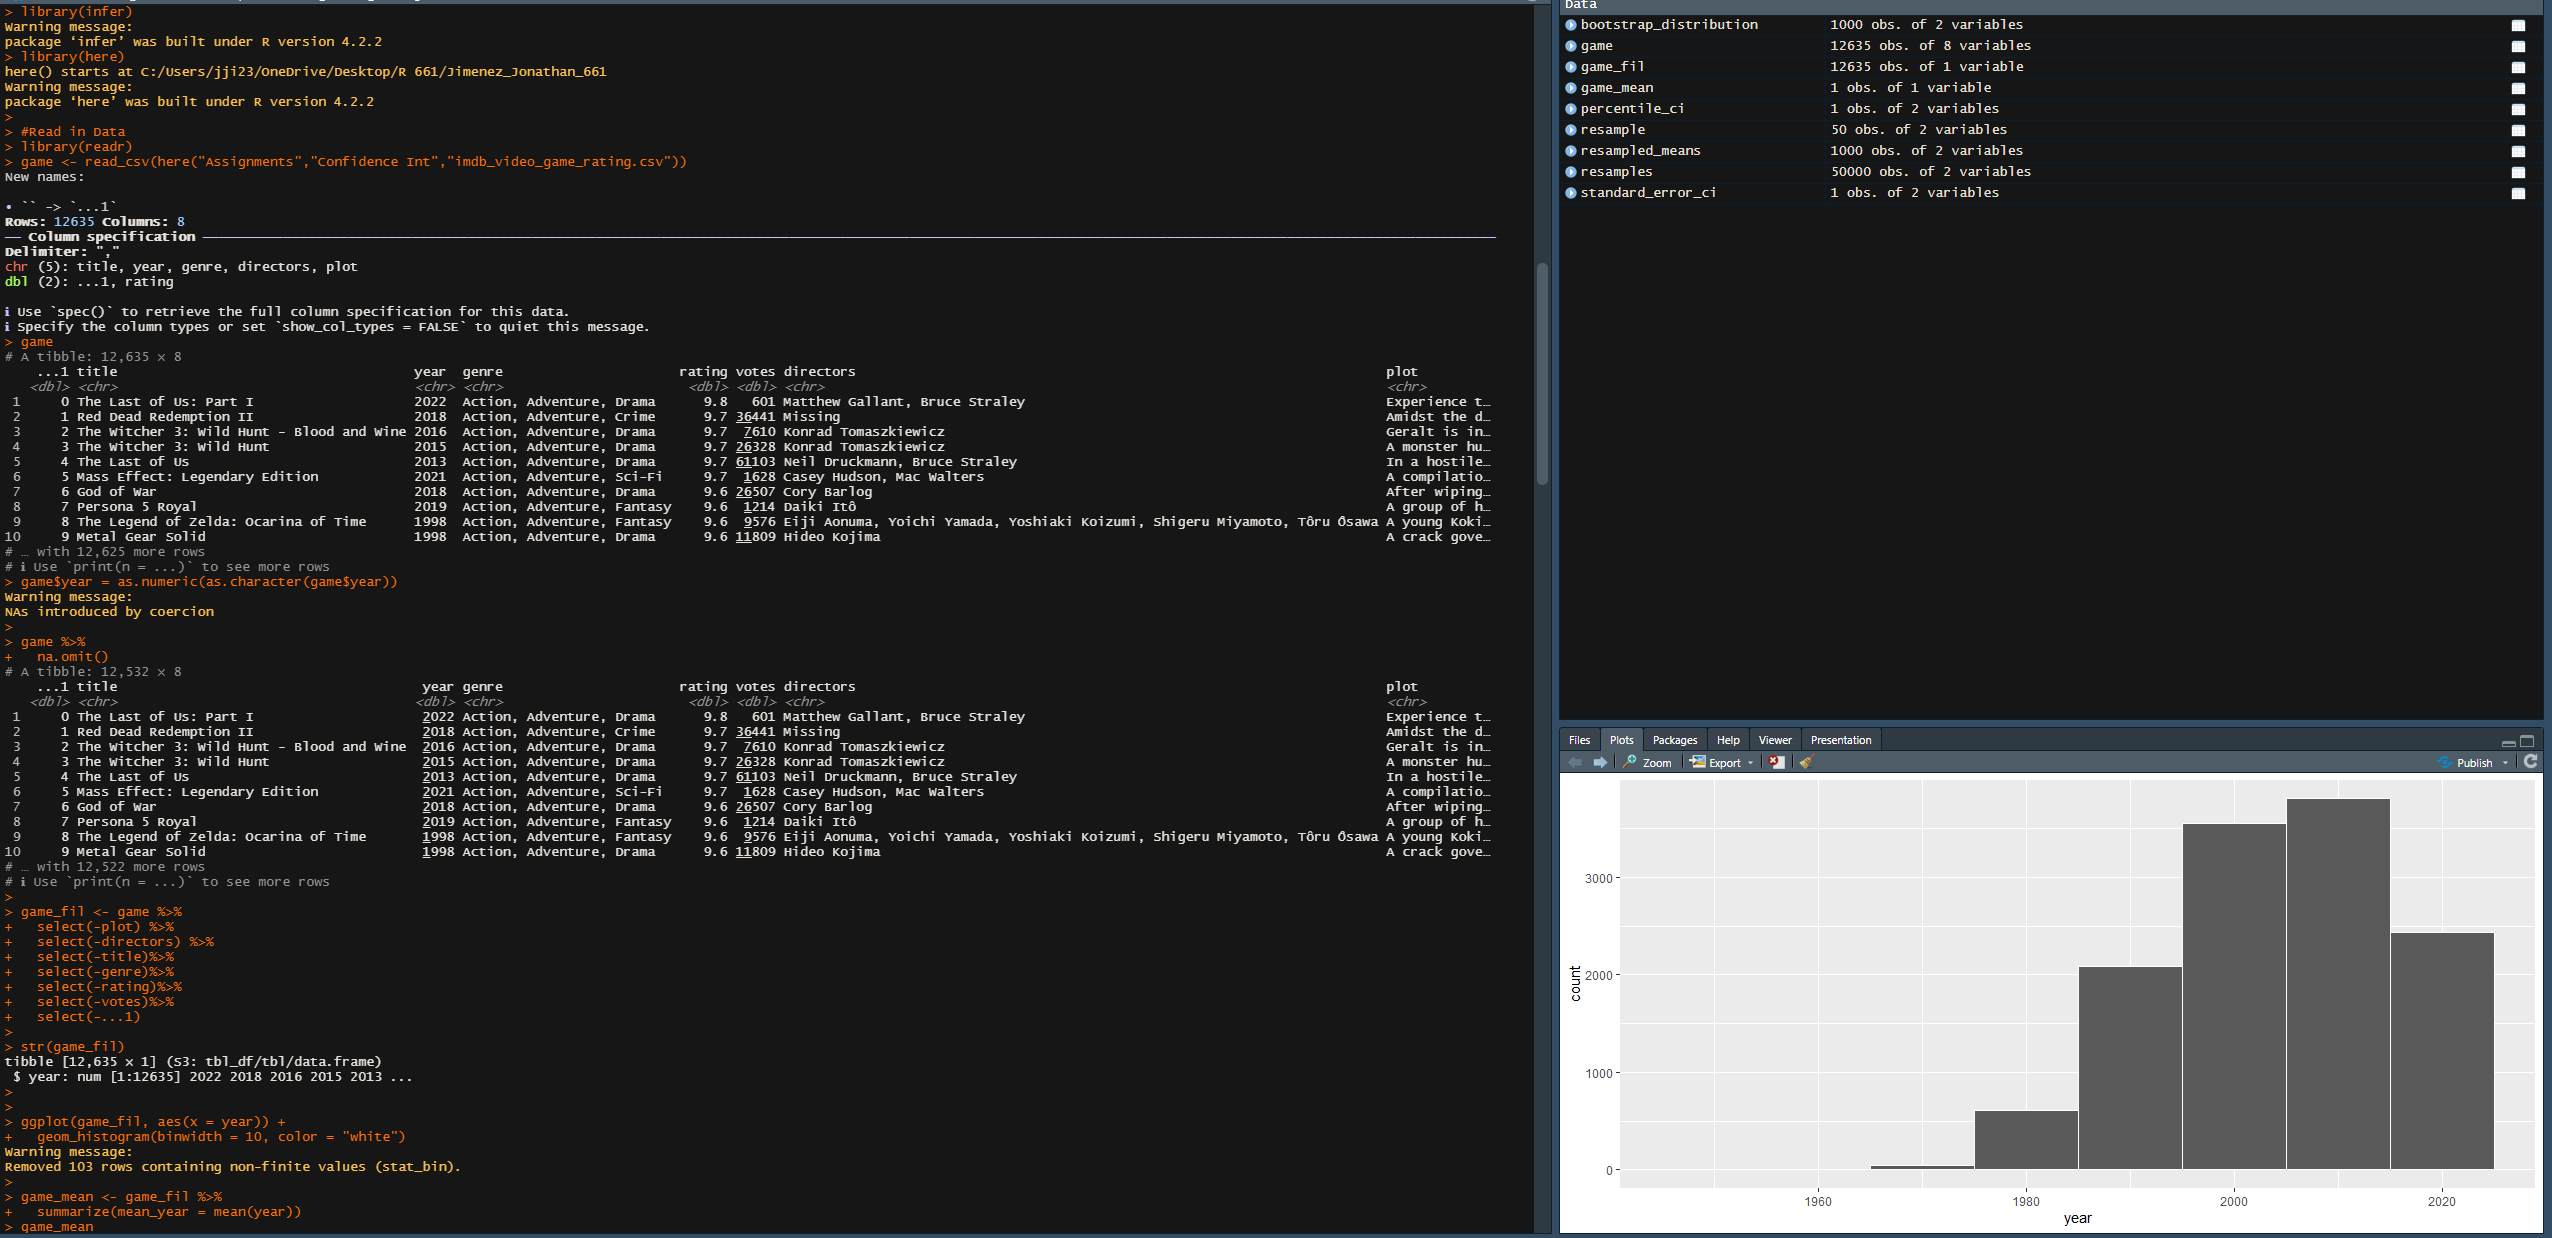 > library(infer)
Warning message:
package ‘infer’ was built under R version 4.2.2
> library(here)
here() starts at C:/Users/jji23/OneDrive/Desktop/R 661/Jimenez_Jonathan_661
Warning message:
package ‘here’ was built under R version 4.2.2
>
> #Read in Data
> library(readr)
> game <- read_csv(here("Assignments","Confidence Int","imdb_video_game_rating.csv"))
New names:
• `` -> `...1`
Rows: 12635 Columns: 8
── Column specification ──
Delimiter: ","
chr (5): title, year, genre, directors, plot
dbl (2): ...1, rating
ℹ Use `spec()` to retrieve the full column specification for this data.
ℹ Specify the column types or set `show_col_types = FALSE` to quiet this message.
> game
# A tibble: 12,635 × 8
...1 title year genre rating votes directors plot
<dbl> <chr> <chr> <chr> <dbl> <dbl> <chr> <chr>
1 0 The Last of Us: Part I 2022 Action, Adventure, Drama 9.8 601 Matthew Gallant, Bruce Straley Experience t…
2 1 Red Dead Redemption II 2018 Action, Adventure, Crime 9.7 36441 Missing Amidst the d…
3 2 The Witcher 3: Wild Hunt - Blood and Wine 2016 Action, Adventure, Drama 9.7 7610 Konrad Tomaszkiewicz Geralt is in…
4 3 The Witcher 3: Wild Hunt 2015 Action, Adventure, Drama 9.7 26328 Konrad Tomaszkiewicz A monster hu…
5 4 The Last of Us 2013 Action, Adventure, Drama 9.7 61103 Neil Druckmann, Bruce Straley In a hostile…
6 5 Mass Effect: Legendary Edition 2021 Action, Adventure, Sci-Fi 9.7 1628 Casey Hudson, Mac Walters A compilatio…
7 6 God of War 2018 Action, Adventure, Drama 9.6 26507 Cory Barlog After wiping…
8 7 Persona 5 Royal 2019 Action, Adventure, Fantasy 9.6 1214 Daiki Itô A group of h…
9 8 The Legend of Zelda: Ocarina of Time 1998 Action, Adventure, Fantasy 9.6 9576 Eiji Aonuma, Yoichi Yamada, Yoshiaki Koizumi, Shigeru Miyamoto, Tôru Ôsawa A young Koki…
10 9 Metal Gear Solid 1998 Action, Adventure, Drama 9.6 11809 Hideo Kojima A crack gove…
# … with 12,625 more rows
# ℹ Use `print(n = ...)` to see more rows
> game$year = as.numeric(as.character(game$year))
Warning message:
NAs introduced by coercion
>
> game %>%
+ na.omit()
# A tibble: 12,532 × 8
...1 title year genre rating votes directors plot
<dbl> <chr> <dbl> <chr> <dbl> <dbl> <chr> <chr>
1 0 The Last of Us: Part I 2022 Action, Adventure, Drama 9.8 601 Matthew Gallant, Bruce Straley Experience t…
2 1 Red Dead Redemption II 2018 Action, Adventure, Crime 9.7 36441 Missing Amidst the d…
3 2 The Witcher 3: Wild Hunt - Blood and Wine 2016 Action, Adventure, Drama 9.7 7610 Konrad Tomaszkiewicz Geralt is in…
4 3 The Witcher 3: Wild Hunt 2015 Action, Adventure, Drama 9.7 26328 Konrad Tomaszkiewicz A monster hu…
5 4 The Last of Us 2013 Action, Adventure, Drama 9.7 61103 Neil Druckmann, Bruce Straley In a hostile…
6 5 Mass Effect: Legendary Edition 2021 Action, Adventure, Sci-Fi 9.7 1628 Casey Hudson, Mac Walters A compilatio…
7 6 God of War 2018 Action, Adventure, Drama 9.6 26507 Cory Barlog After wiping…
8 7 Persona 5 Royal 2019 Action, Adventure, Fantasy 9.6 1214 Daiki Itô A group of h…
9 8 The Legend of Zelda: Ocarina of Time 1998 Action, Adventure, Fantasy 9.6 9576 Eiji Aonuma, Yoichi Yamada, Yoshiaki Koizumi, Shigeru Miyamoto, Tôru Ôsawa A young Koki…
10 9 Metal Gear Solid 1998 Action, Adventure, Drama 9.6 11809 Hideo Kojima A crack gove…
# … with 12,522 more rows
# ℹ Use `print(n = ...)` to see more rows
>
> game_fil <- game %>%
+ select(-plot) %>%
+ select(-directors) %>%
+ select(-title)%>%
+ select(-genre)%>%
+ select(-rating)%>%
+ select(-votes)%>%
+ select(-...1)
>
> str(game_fil)
tibble [12,635 x 1] (S3: tbl_df/tbl/data.frame)
$ year: num [1:12635] 2022 2018 2016 2015 2013 ...
>
>
> ggplot(game_fil, aes(x = year)) +
+ geom_histogram(binwidth = 10, color = "white")
Warning message:
Removed 103 rows containing non-finite values (stat_bin).
>
> game_mean <- game_fil %>%
+ summarize(mean_year = mean(year))
> game_mean
Data
bootstrap_distribution 1000 obs. of 2 variables
game 12635 obs. of 8 variables
game_fil 12635 obs. of 1 variable
game_mean 1 obs. of 1 variable
percentile_ci 1 obs. of 2 variables
resample 50 obs. of 2 variables
resampled_means 1000 obs. of 2 variables
resamples 50000 obs. of 2 variables
standard_error_ci 1 obs. of 2 variables
Files Plots Packages Help Viewer Presentation
Zoom Export Publish
3000
2000
1000
0
count
1960 1980 2000 2020
year